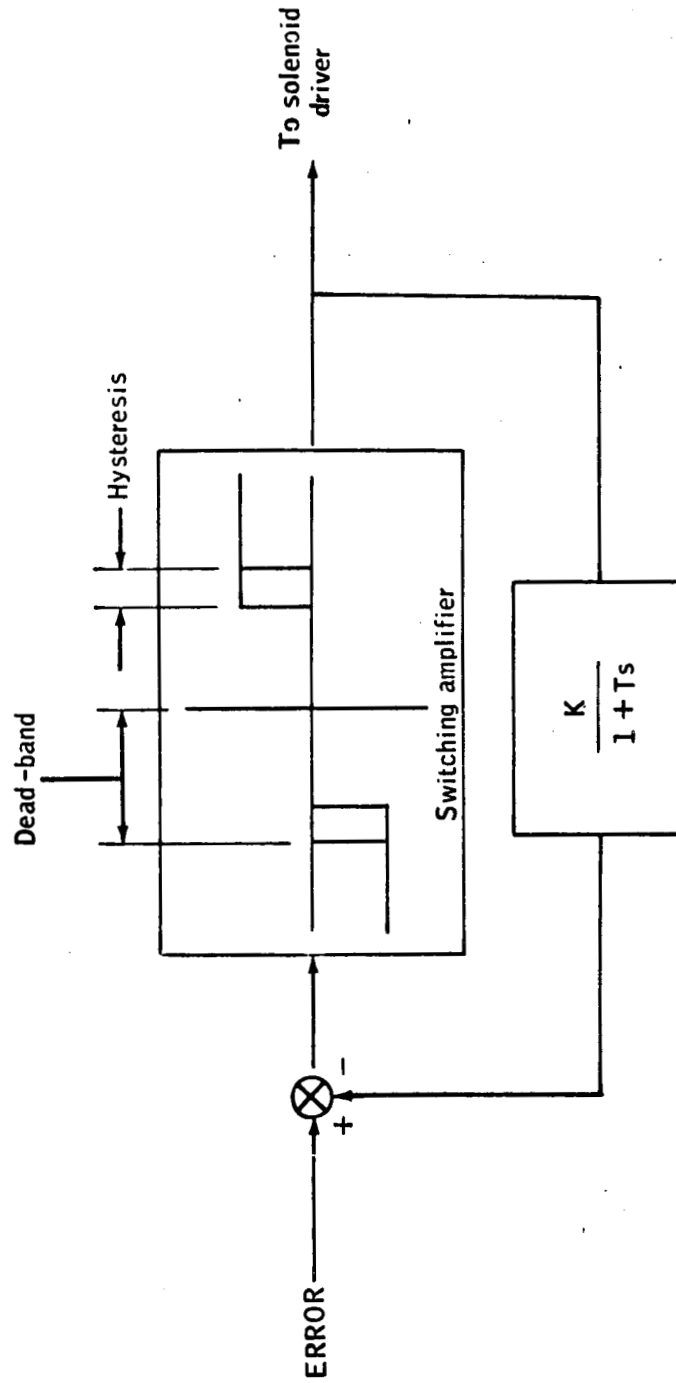 Dead-band
Hysteresis
To solenoid
driver
ERROR
+
-
Switching amplifier
K
1 + Ts